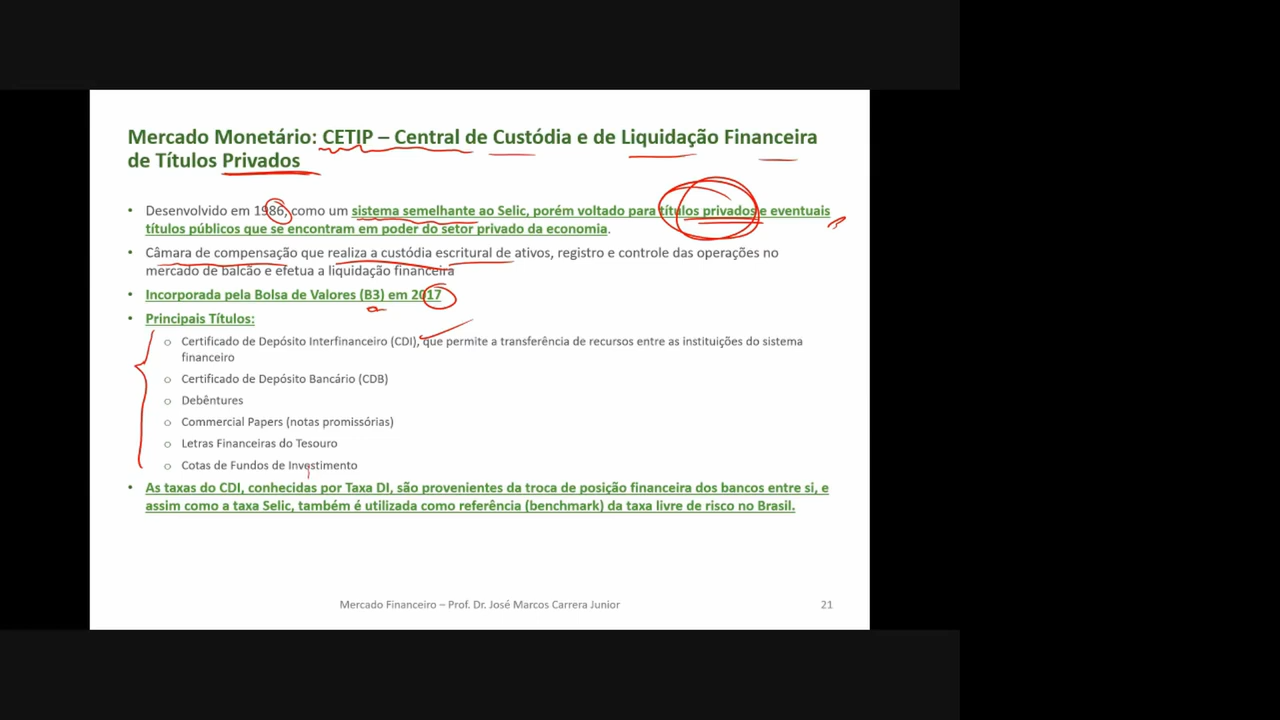 Mercado Monetário: CETIP – Central de Custódia e de Liquidação Financeira
de Títulos Privados
• Desenvolvido em 1986, como um sistema semelhante ao Selic, porém voltado para títulos privados e eventuais
títulos públicos que se encontram em poder do setor privado da economia.
• Câmara de compensação que realiza a custódia escritural de ativos, registro e controle das operações no
mercado de balcão e efetua a liquidação financeira
• Incorporada pela Bolsa de Valores (B3) em 2017
• Principais Títulos:
o Certificado de Depósito Interfinanceiro (CDI), que permite a transferência de recursos entre as instituições do sistema
financeiro
o Certificado de Depósito Bancário (CDB)
o Debêntures
o Commercial Papers (notas promissórias)
o Letras Financeiras do Tesouro
o Cotas de Fundos de Investimento
• As taxas do CDI, conhecidas por Taxa DI, são provenientes da troca de posição financeira dos bancos entre si, e
assim como a taxa Selic, também é utilizada como referência (benchmark) da taxa livre de risco no Brasil.
Mercado Financeiro – Prof. Dr. José Marcos Carrera Junior
21